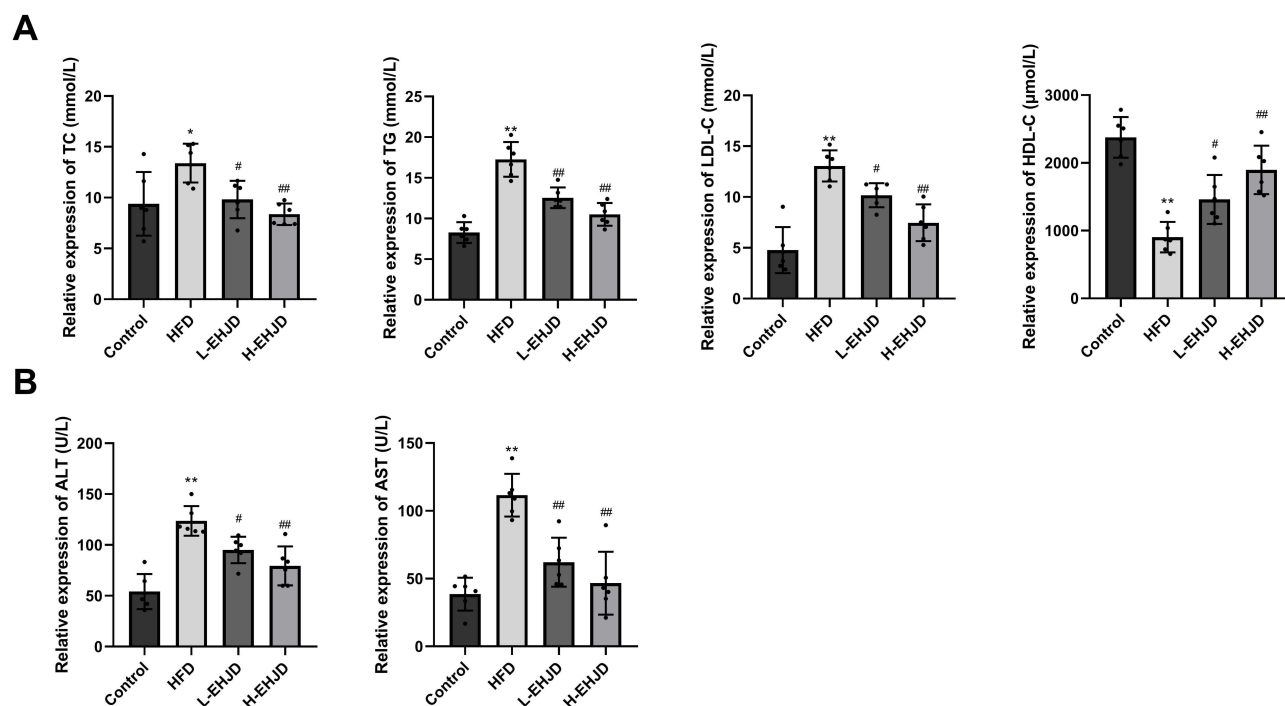 A
Relative expression of TC (mmol/L)
20
15
10
5
0
*
#
##
Control
HFD
L-EHJD
H-EHJD
Relative expression of TG (mmol/L)
25
20
15
10
5
0
**
##
##
Control
HFD
L-EHJD
H-EHJD
Relative expression of LDL-C (mmol/L)
20
15
10
5
0
**
#
##
Control
HFD
L-EHJD
H-EHJD
Relative expression of HDL-C (μmol/L)
3000
2000
1000
0
**
#
##
Control
HFD
L-EHJD
H-EHJD
B
Relative expression of ALT (U/L)
200
150
100
50
0
**
#
##
Control
HFD
L-EHJD
H-EHJD
Relative expression of AST (U/L)
150
100
50
0
**
##
##
Control
HFD
L-EHJD
H-EHJD